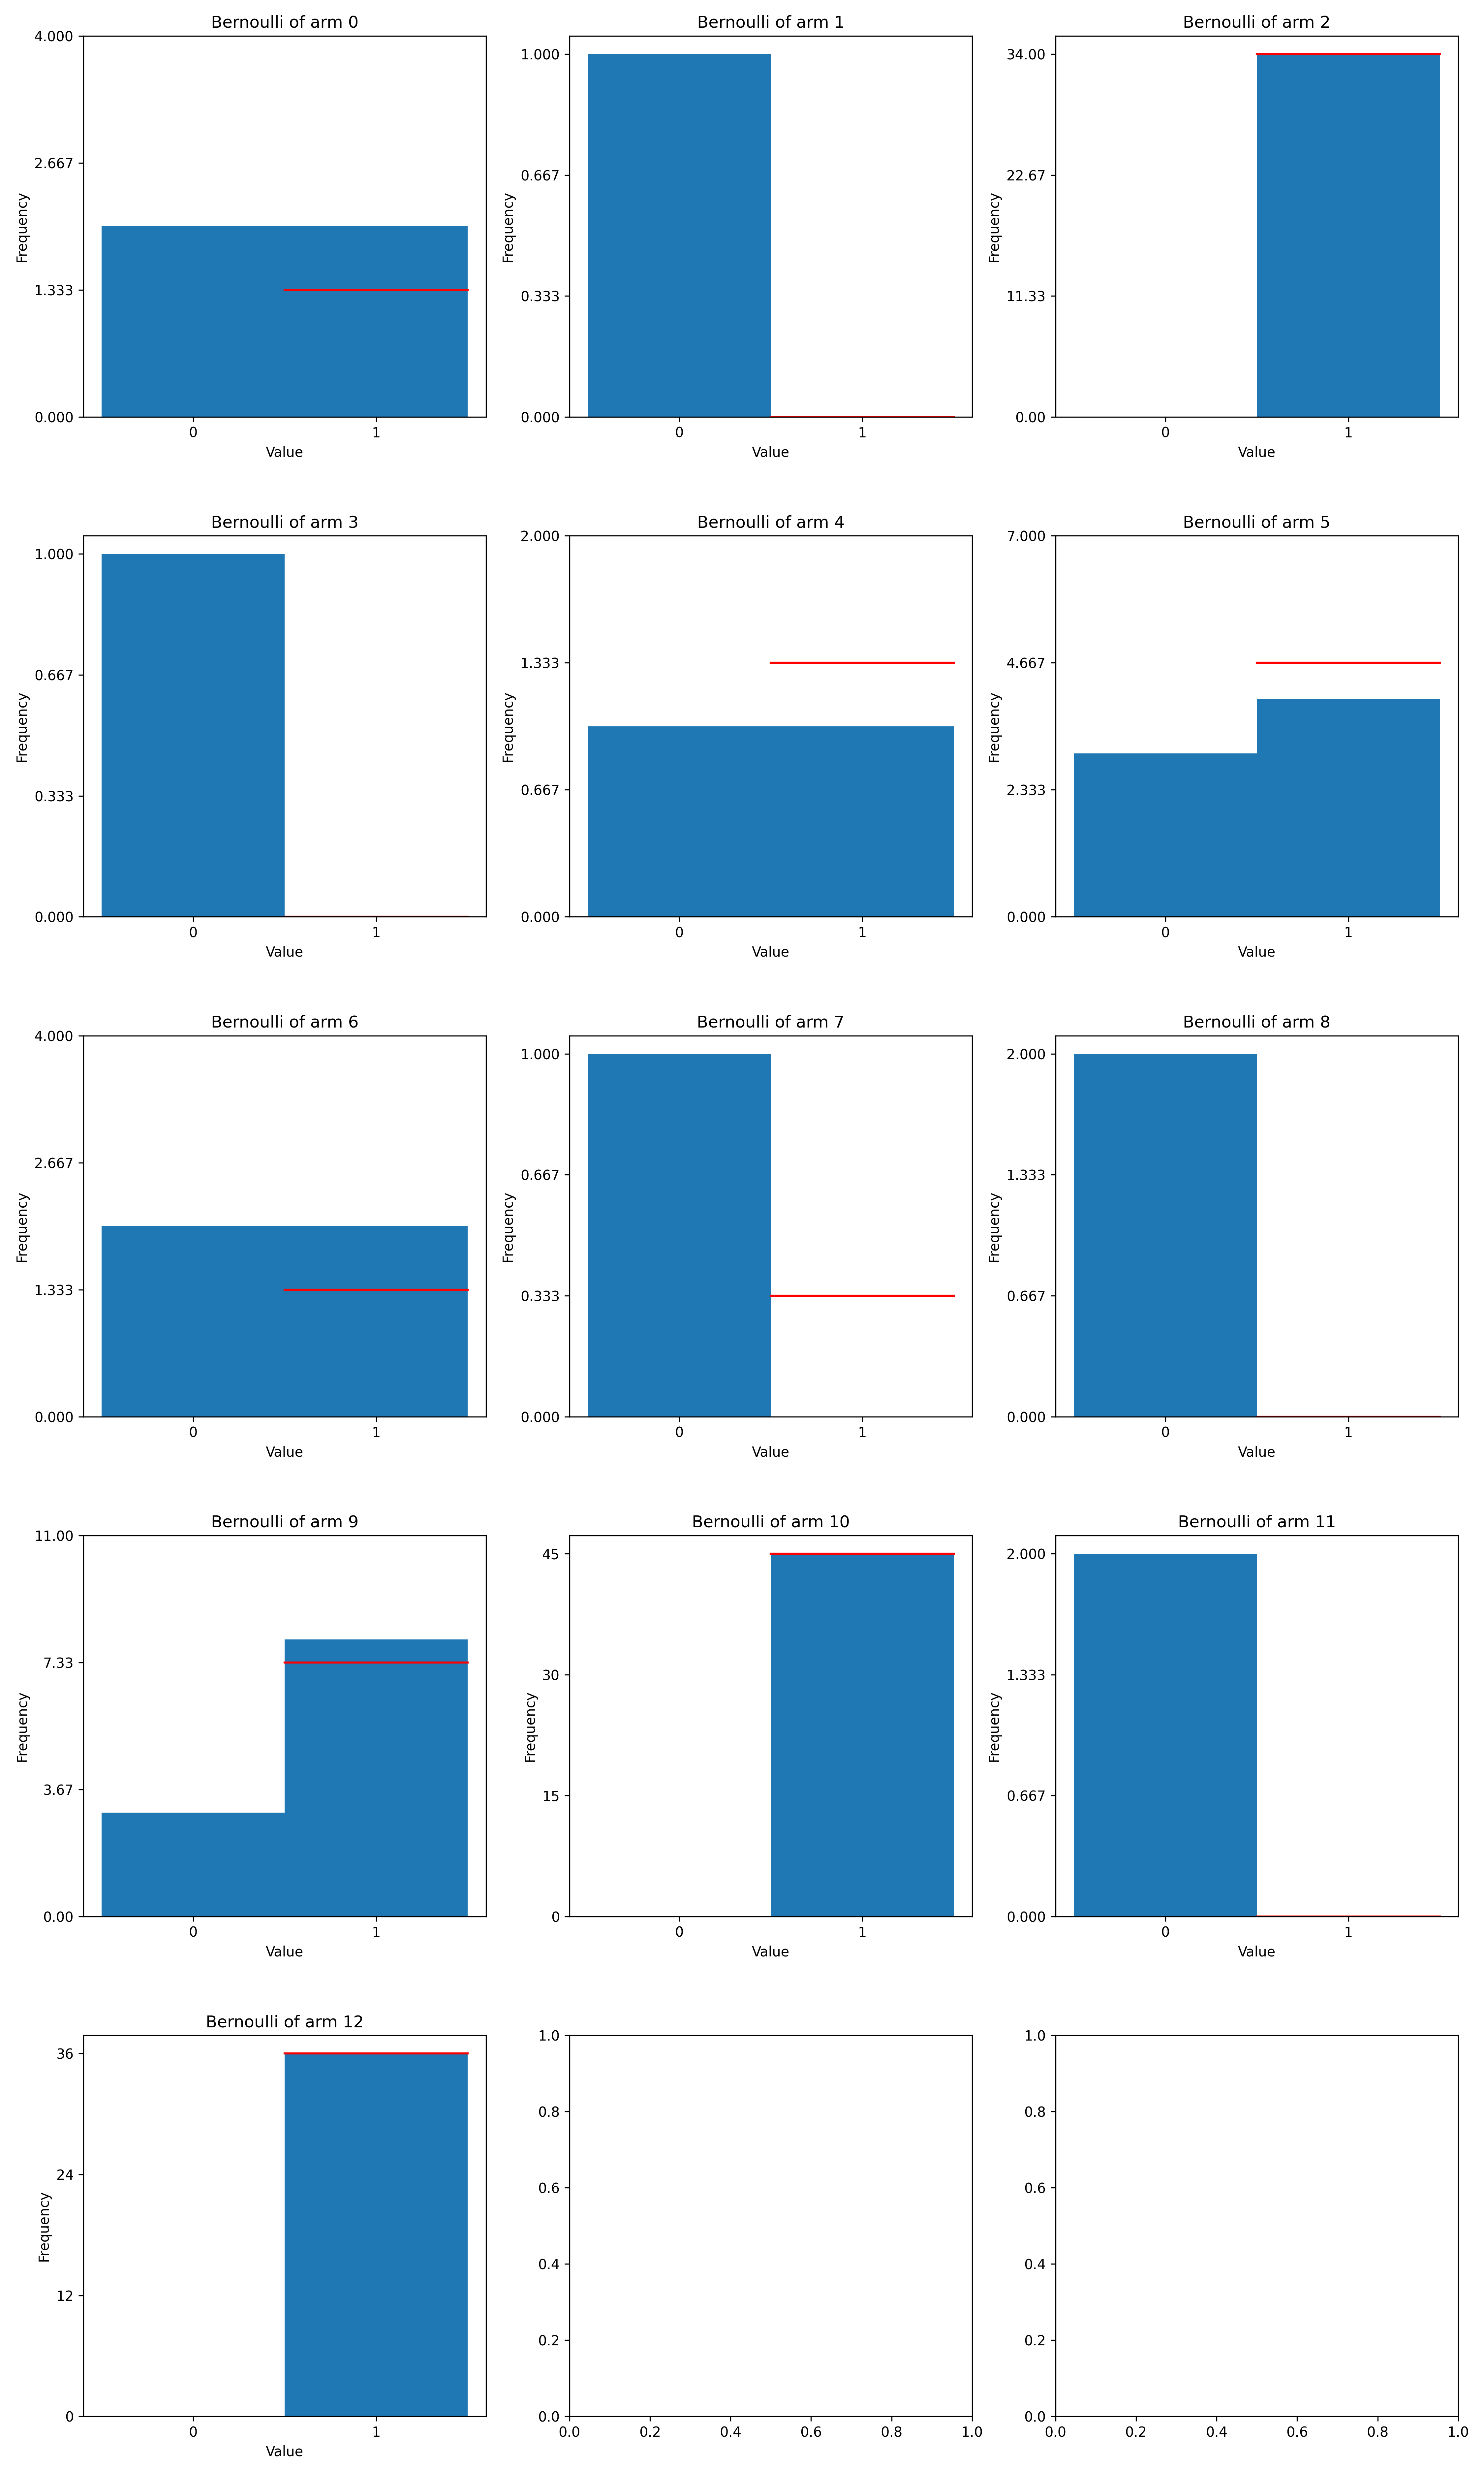 Bernoulli of arm 0
4.000
2.667
1.333
0.000
Frequency
0 1
Value
Bernoulli of arm 1
1.000
0.667
0.333
0.000
Frequency
0 1
Value
Bernoulli of arm 2
34.00
22.67
11.33
0.00
Frequency
0 1
Value
Bernoulli of arm 3
1.000
0.667
0.333
0.000
Frequency
0 1
Value
Bernoulli of arm 4
2.000
1.333
0.667
0.000
Frequency
0 1
Value
Bernoulli of arm 5
7.000
4.667
2.333
0.000
Frequency
0 1
Value
Bernoulli of arm 6
4.000
2.667
1.333
0.000
Frequency
0 1
Value
Bernoulli of arm 7
1.000
0.667
0.333
0.000
Frequency
0 1
Value
Bernoulli of arm 8
2.000
1.333
0.667
0.000
Frequency
0 1
Value
Bernoulli of arm 9
11.00
7.33
3.67
0.00
Frequency
0 1
Value
Bernoulli of arm 10
45
30
15
0
Frequency
0 1
Value
Bernoulli of arm 11
2.000
1.333
0.667
0.000
Frequency
0 1
Value
Bernoulli of arm 12
36
24
12
0
Frequency
0 1
Value
1.0
0.8
0.6
0.4
0.2
0.0
0.0 0.2 0.4 0.6 0.8 1.0
1.0
0.8
0.6
0.4
0.2
0.0
0.0 0.2 0.4 0.6 0.8 1.0